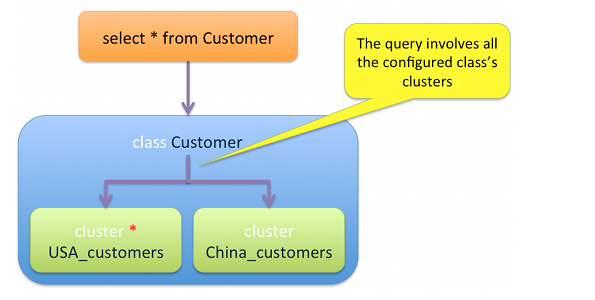 select * from Customer
The query involves all
the configured class's
clusters
class Customer
cluster *
USA_customers
cluster
China_customers